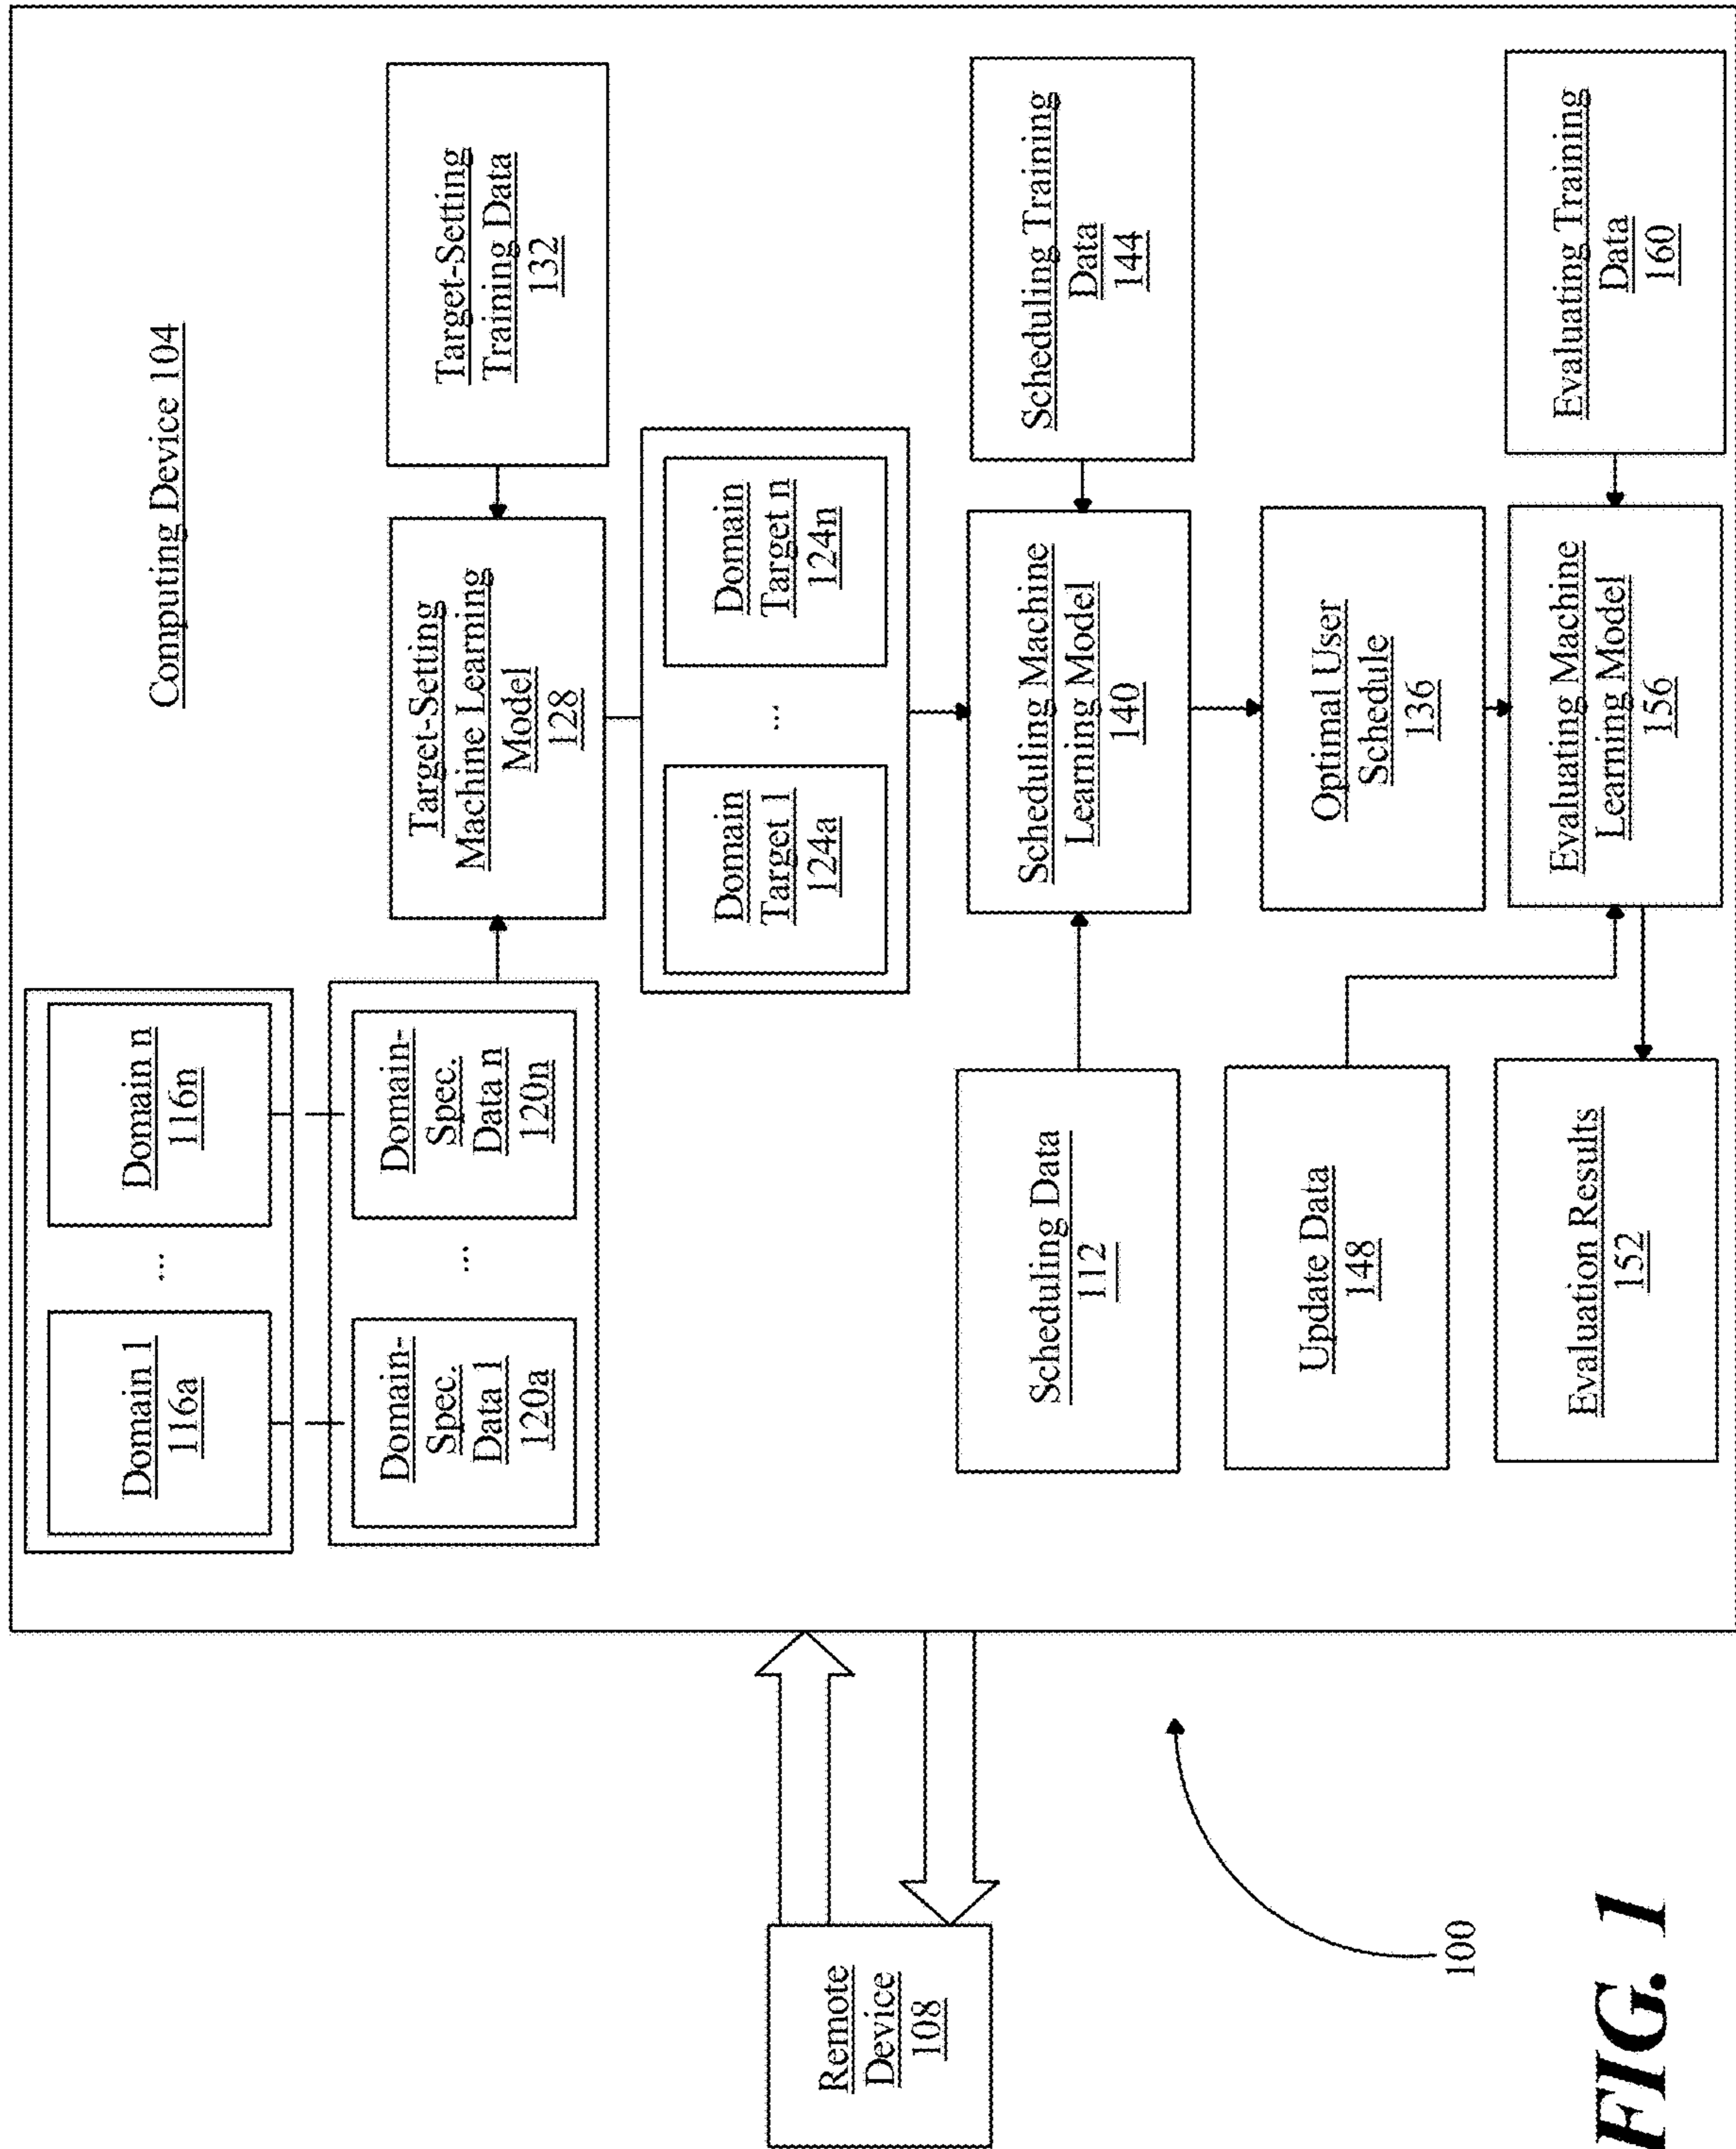 Computing Device 104
Domain 1
116a
...
Domain n
116n
Domain-
Spec.
Data 1
120a
...
Domain-
Spec.
Data n
120n
Target-Setting
Machine Learning
Model
128
Target-Setting
Training Data
132
Domain
Target 1
124a
...
Domain
Target n
124n
Remote
Device
108
Scheduling Data
112
Scheduling Machine
Learning Model
140
Scheduling Training
Data
144
Update Data
148
Optimal User
Schedule
136
Evaluation Results
152
Evaluating Machine
Learning Model
156
Evaluating Training
Data
160
100
FIG. 1